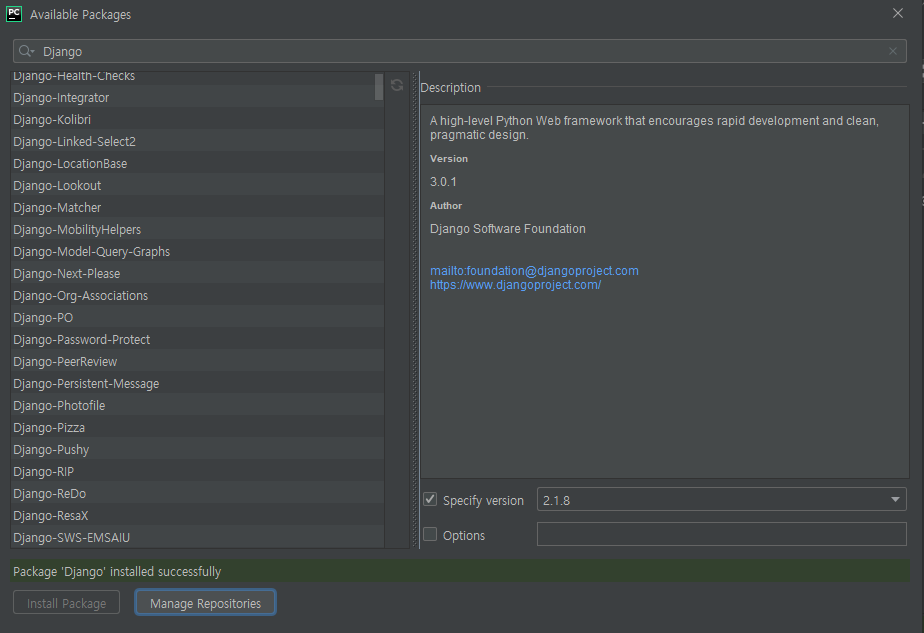 PC
Available Packages
Django
Django-Health-Checks
Django-Integrator
Django-Kolibri
Django-Linked-Select2
Django-LocationBase
Django-Lookout
Django-Matcher
Django-MobilityHelpers
Django-Model-Query-Graphs
Django-Next-Please
Django-Org-Associations
Django-PO
Django-Password-Protect
Django-PeerReview
Django-Persistent-Message
Django-Photofile
Django-Pizza
Django-Pushy
Django-RIP
Django-ReDo
Django-ResaX
Django-SWS-EMSAIU
Description
A high-level Python Web framework that encourages rapid development and clean,
pragmatic design.
Version
3.0.1
Author
Django Software Foundation
mailto:foundation@djangoproject.com
https://www.djangoproject.com/
Specify version 2.1.8
Options
Package 'Django' installed successfully
Install Package Manage Repositories